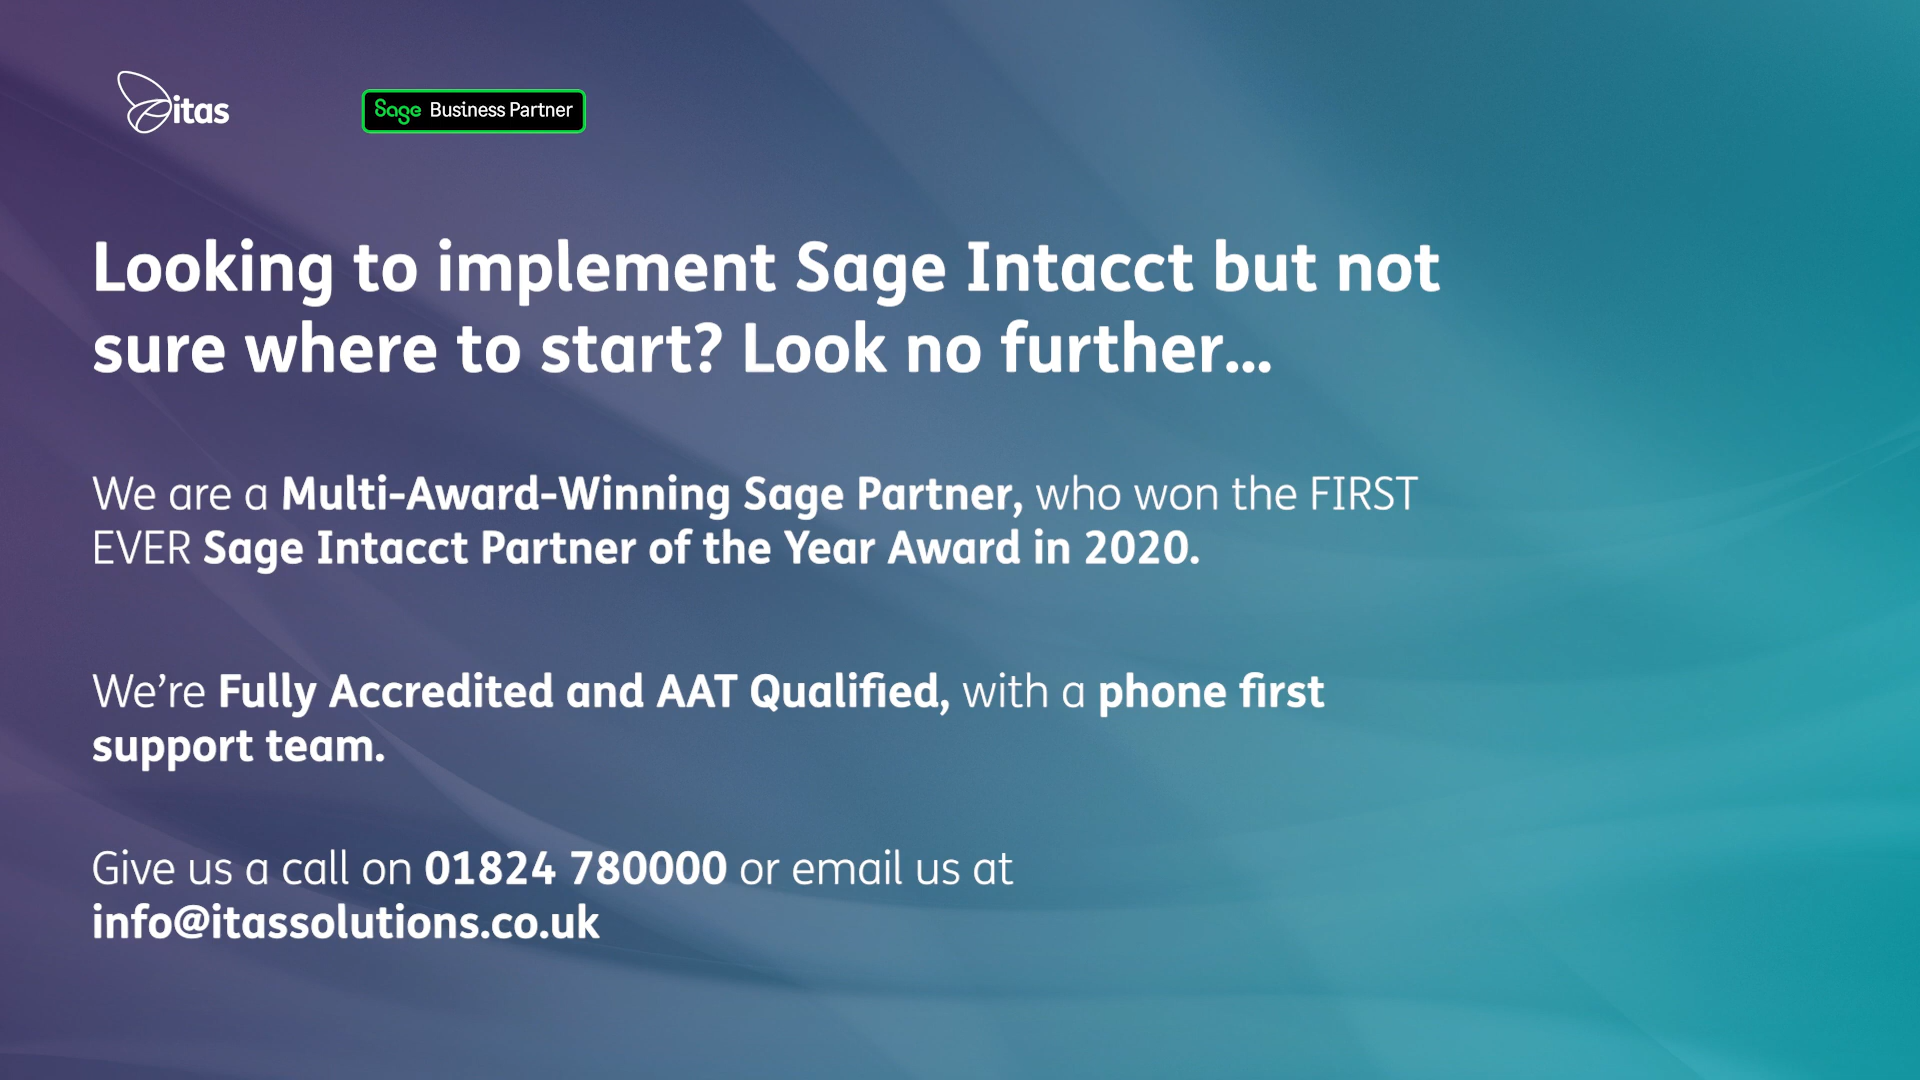 itas
Sage Business Partner
Looking to implement Sage Intacct but not
sure where to start? Look no further...
We are a Multi-Award-Winning Sage Partner, who won the FIRST
EVER Sage Intacct Partner of the Year Award in 2020.
We’re Fully Accredited and AAT Qualified, with a phone first
support team.
Give us a call on 01824 780000 or email us at
info@itassolutions.co.uk